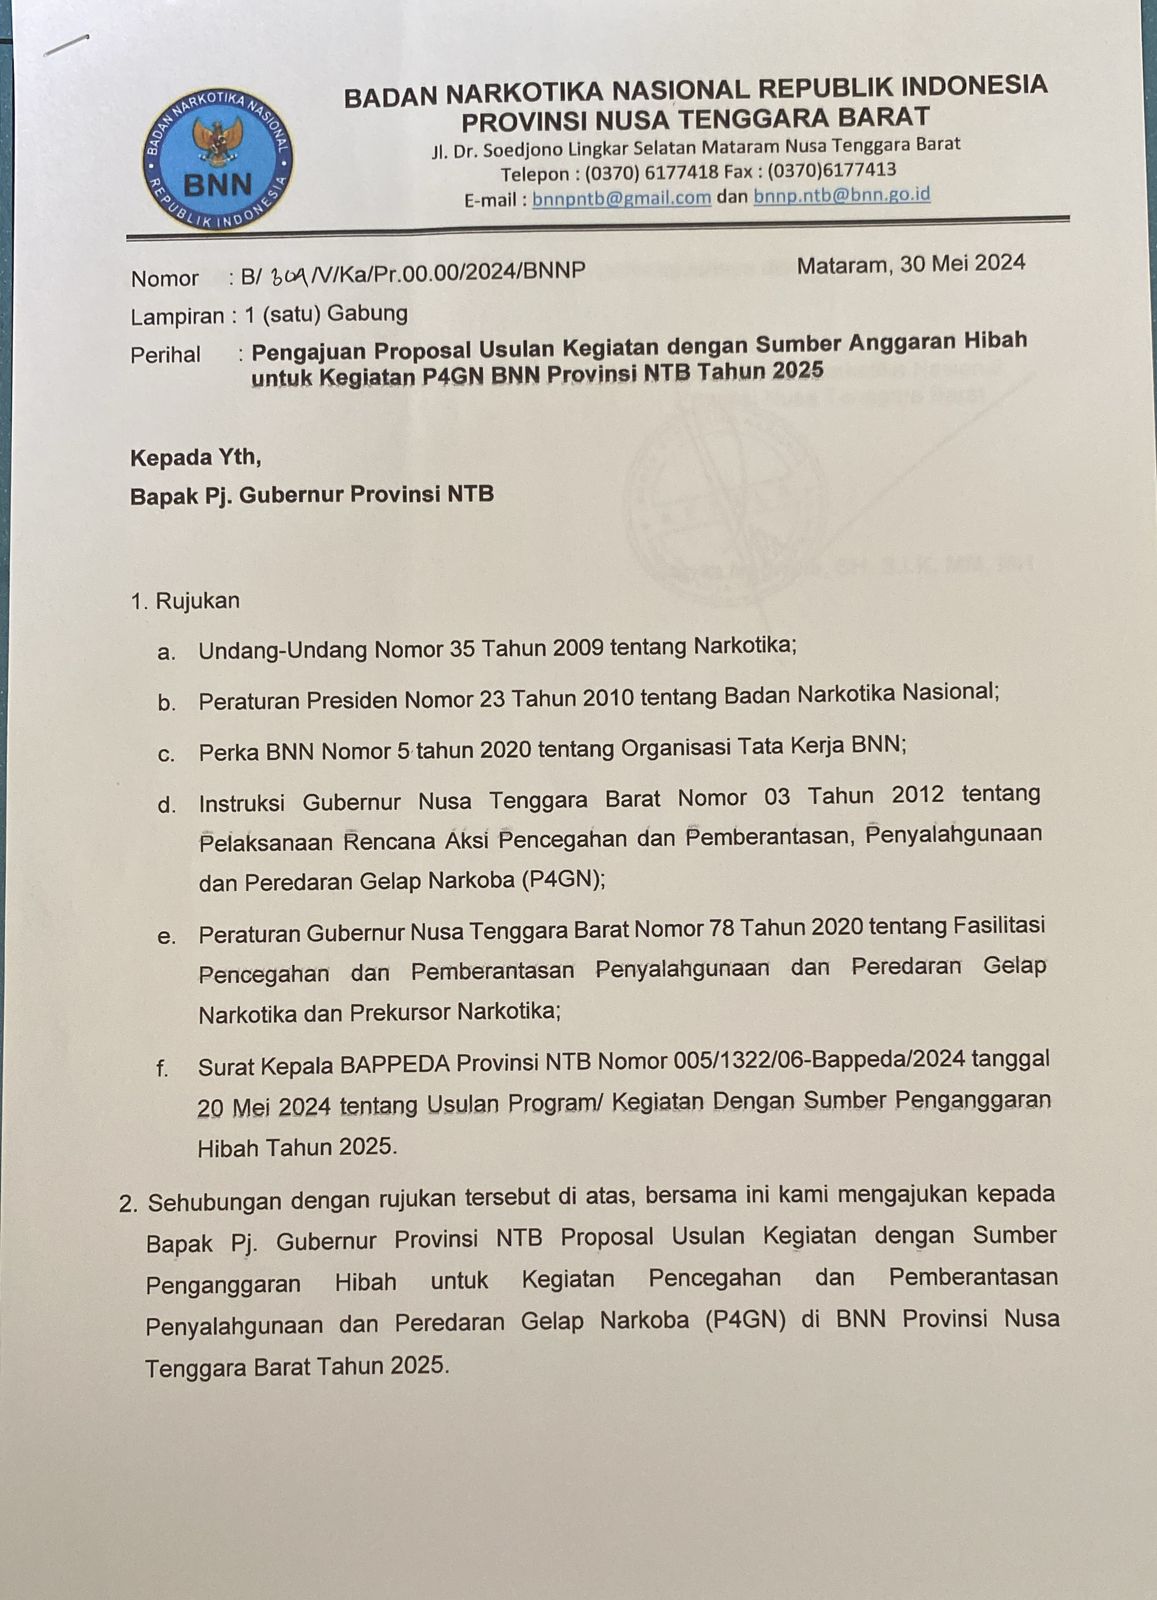 BADAN NARKOTIKA NASIONAL
BNN
REPUBLIK INDONESIA
BADAN NARKOTIKA NASIONAL REPUBLIK INDONESIA
PROVINSI NUSA TENGGARA BARAT
Jl. Dr. Soedjono Lingkar Selatan Mataram Nusa Tenggara Barat
Telepon : (0370) 6177418 Fax : (0370)6177413
E-mail : bnnpntb@gmail.com dan bnnp.ntb@bnn.go.id
Nomor : B/ /V/Ka/Pr.00.00/2024/BNNP Mataram, 30 Mei 2024
Lampiran : 1 (satu) Gabung
Perihal : Pengajuan Proposal Usulan Kegiatan dengan Sumber Anggaran Hibah
untuk Kegiatan P4GN BNN Provinsi NTB Tahun 2025
Kepada Yth,
Bapak Pj. Gubernur Provinsi NTB
1. Rujukan
a. Undang-Undang Nomor 35 Tahun 2009 tentang Narkotika;
b. Peraturan Presiden Nomor 23 Tahun 2010 tentang Badan Narkotika Nasional;
c. Perka BNN Nomor 5 tahun 2020 tentang Organisasi Tata Kerja BNN;
d. Instruksi Gubernur Nusa Tenggara Barat Nomor 03 Tahun 2012 tentang
Pelaksanaan Rencana Aksi Pencegahan dan Pemberantasan, Penyalahgunaan
dan Peredaran Gelap Narkoba (P4GN);
e. Peraturan Gubernur Nusa Tenggara Barat Nomor 78 Tahun 2020 tentang Fasilitasi
Pencegahan dan Pemberantasan Penyalahgunaan dan Peredaran Gelap
Narkotika dan Prekursor Narkotika;
f. Surat Kepala BAPPEDA Provinsi NTB Nomor 005/1322/06-Bappeda/2024 tanggal
20 Mei 2024 tentang Usulan Program/ Kegiatan Dengan Sumber Penganggaran
Hibah Tahun 2025.
2. Sehubungan dengan rujukan tersebut di atas, bersama ini kami mengajukan kepada
Bapak Pj. Gubernur Provinsi NTB Proposal Usulan Kegiatan dengan Sumber
Penganggaran Hibah untuk Kegiatan Pencegahan dan Pemberantasan
Penyalahgunaan dan Peredaran Gelap Narkoba (P4GN) di BNN Provinsi Nusa
Tenggara Barat Tahun 2025.